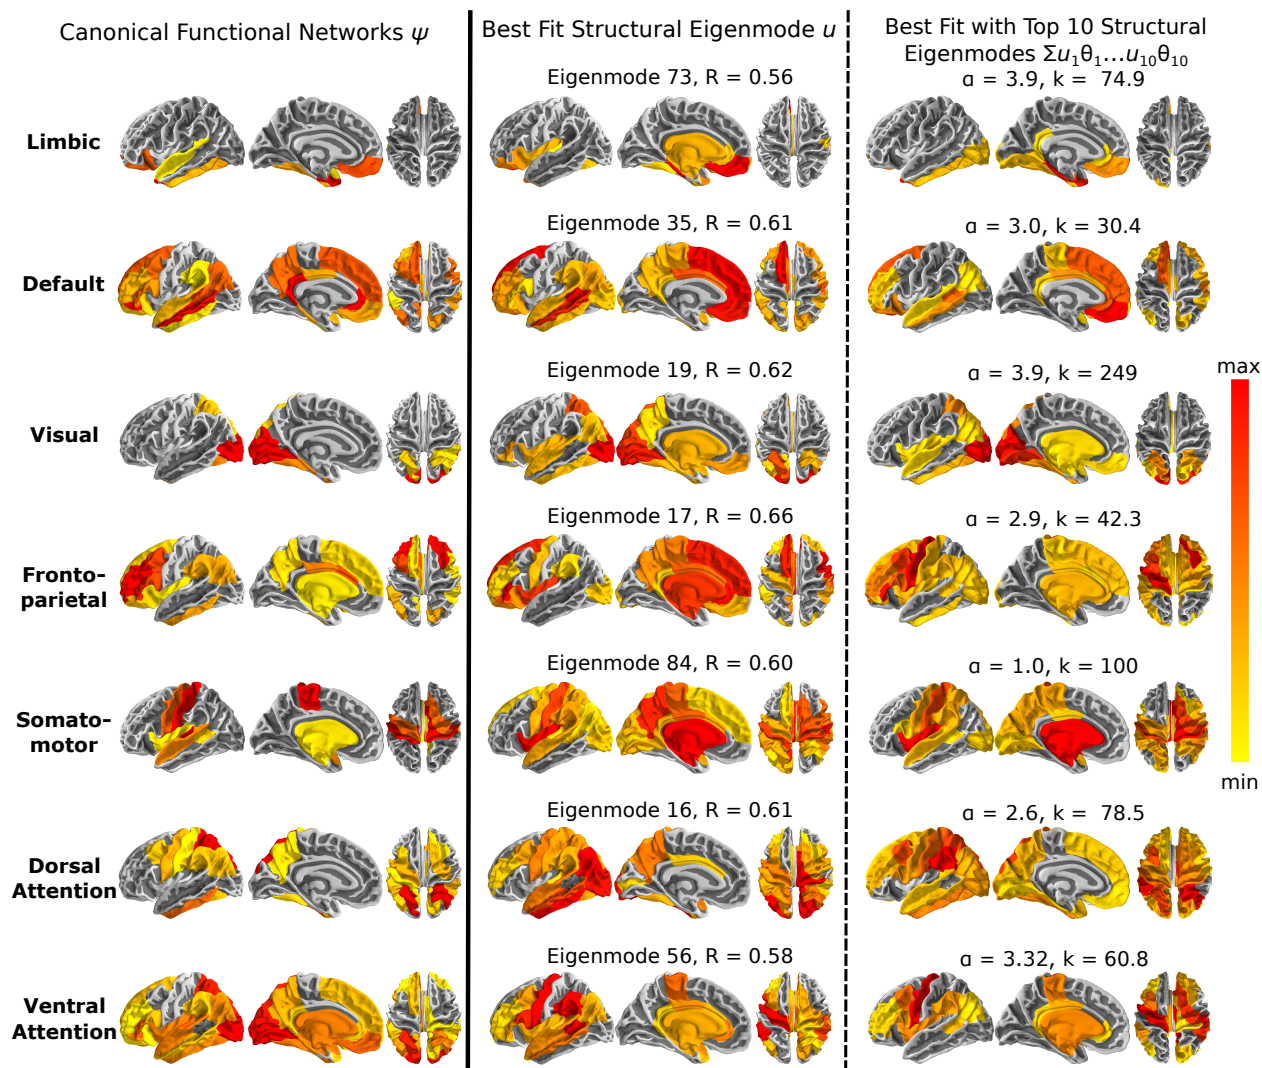 Canonical Functional Networks ψ
Best Fit Structural Eigenmode u
Best Fit with Top 10 Structural
Eigenmodes Σu₁θ₁...u₁₀θ₁₀
Limbic
Eigenmode 73, R = 0.56
ɑ = 3.9, k = 74.9
Default
Eigenmode 35, R = 0.61
ɑ = 3.0, k = 30.4
Visual
Eigenmode 19, R = 0.62
ɑ = 3.9, k = 249
max
Fronto-
parietal
Eigenmode 17, R = 0.66
ɑ = 2.9, k = 42.3
Somato-
motor
Eigenmode 84, R = 0.60
ɑ = 1.0, k = 100
min
Dorsal
Attention
Eigenmode 16, R = 0.61
ɑ = 2.6, k = 78.5
Ventral
Attention
Eigenmode 56, R = 0.58
ɑ = 3.32, k = 60.8